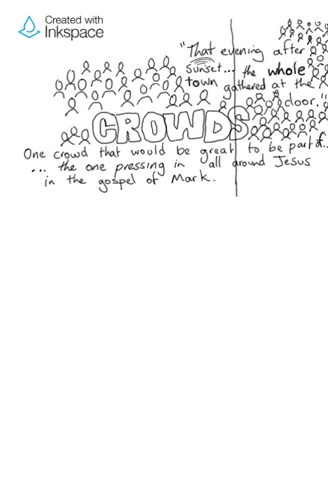 Created with
Inkspace
"That evening after
sunset... the whole
town gathered at the
door."
CROWDS
One crowd that would be great to be part of...
... the one pressing in all around Jesus
in the gospel of Mark.